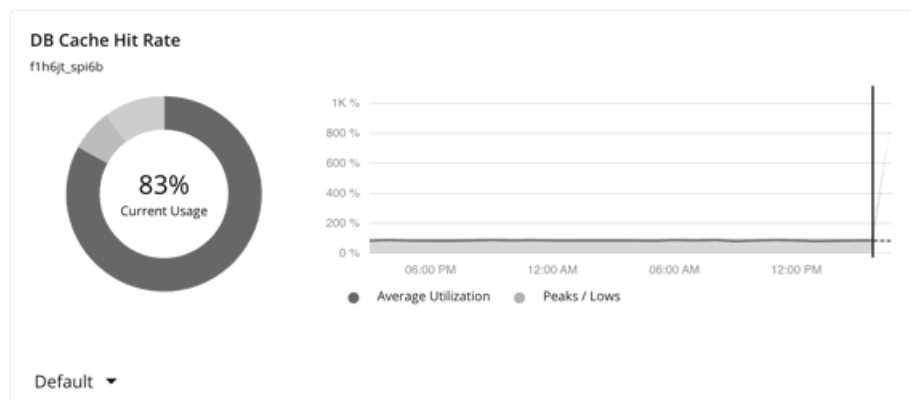 DB Cache Hit Rate
f1h6jt_spi6b
83%
Current Usage
1K %
800 %
600 %
400 %
200 %
0 %
06:00 PM 12:00 AM 06:00 AM 12:00 PM
Average Utilization Peaks / Lows
Default